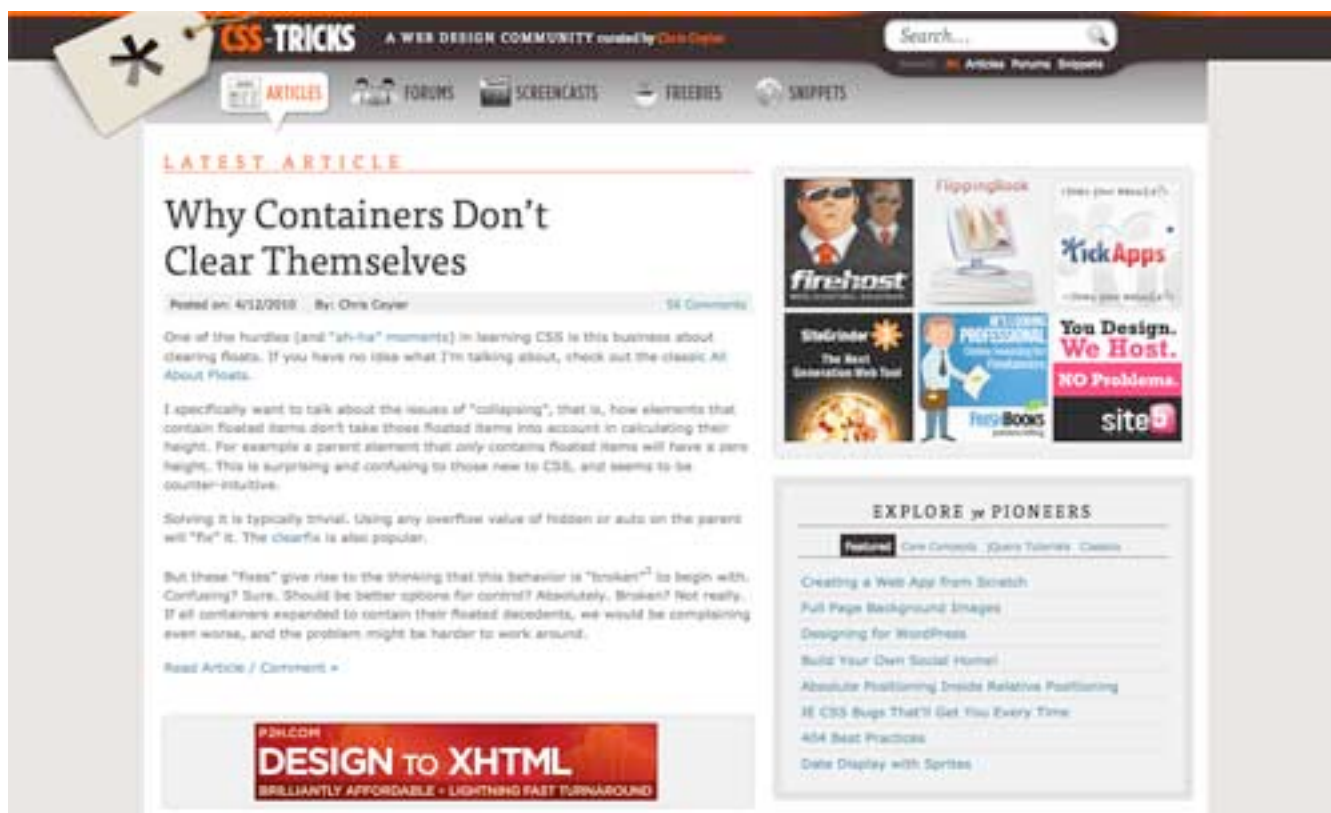 *
CSS-TRICKS
A WEB DESIGN COMMUNITY curated by Chris Coyier
Search...
All Articles Forums Snippets
ARTICLES
FORUMS
SCREENCASTS
FREEBIES
SNIPPETS
LATEST ARTICLE
Why Containers Don't
Clear Themselves
Posted on: 4/12/2010 By: Chris Coyier
56 Comments
One of the hurdles (and "ah-ha" moments) in learning CSS is this business about
clearing floats. If you have no idea what I'm talking about, check out the classic All
About Floats.
I specifically want to talk about the issues of "collapsing", that is, how elements that
contain floated items don't take those floated items into account in calculating their
height. For example a parent element that only contains floated items will have a zero
height. This is surprising and confusing to those new to CSS, and seems to be
counter-intuitive.
Solving it is typically trivial. Using any overflow value of hidden or auto on the parent
will "fix" it. The clearfix is also popular.
But these "fixes" give rise to the thinking that this behavior is "broken" to begin with.
Confusing? Sure. Should be better options for control? Absolutely. Broken? Not really.
If all containers expanded to contain their floated decedents, we would be complaining
even worse, and the problem might be harder to work around.
Read Article / Comment »
P2H.COM
DESIGN TO XHTML
BRILLIANTLY AFFORDABLE • LIGHTNING FAST TURNAROUND
firehost
FlippingBook
TickApps
SiteGrinder
The Next
Generation Web Tool
PROFESSIONAL
FRESHBOOKS
You Design.
We Host.
NO Problems.
site5
EXPLORE ye PIONEERS
Featured Core Concepts jQuery Tutorials Classics
Creating a Web App from Scratch
Full Page Background Images
Designing for WordPress
Build Your Own Social Home!
Absolute Positioning Inside Relative Positioning
IE CSS Bugs That'll Get You Every Time
404 Best Practices
Date Display with Sprites